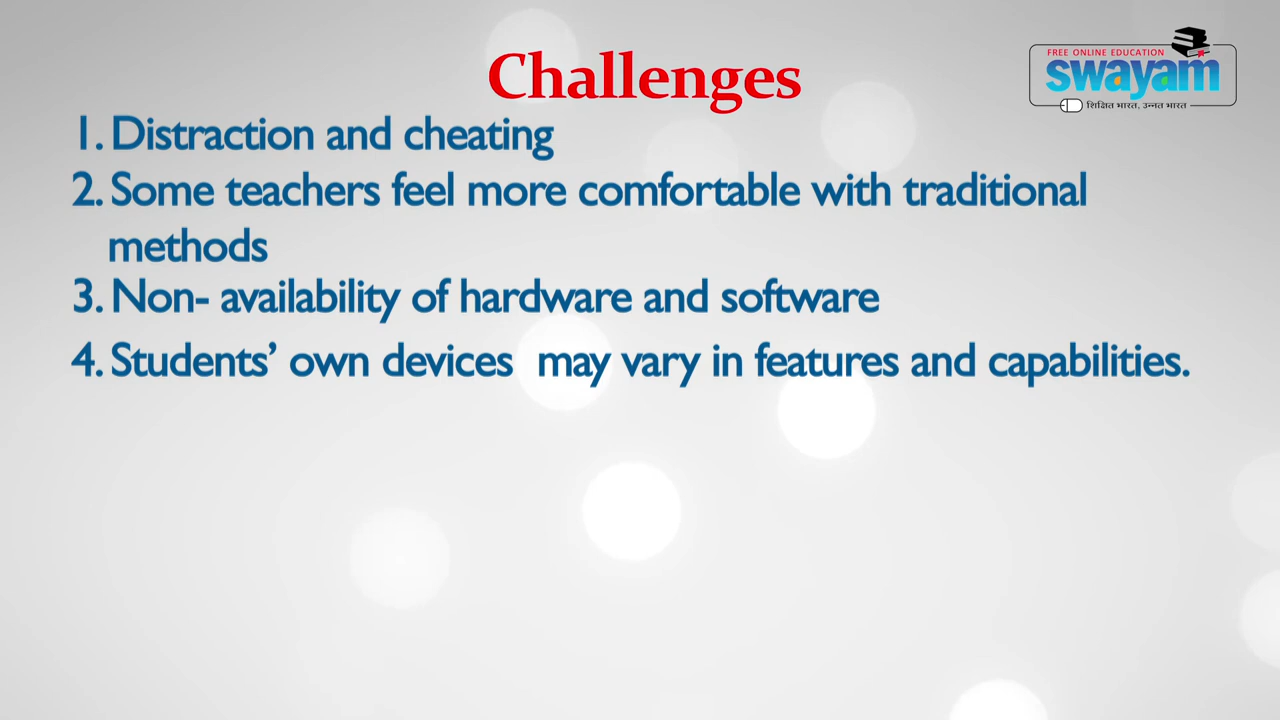 Challenges
FREE ONLINE EDUCATION
swayam
शिक्षित भारत, उन्नत भारत
1. Distraction and cheating
2. Some teachers feel more comfortable with traditional
methods
3. Non- availability of hardware and software
4. Students’ own devices  may vary in features and capabilities.